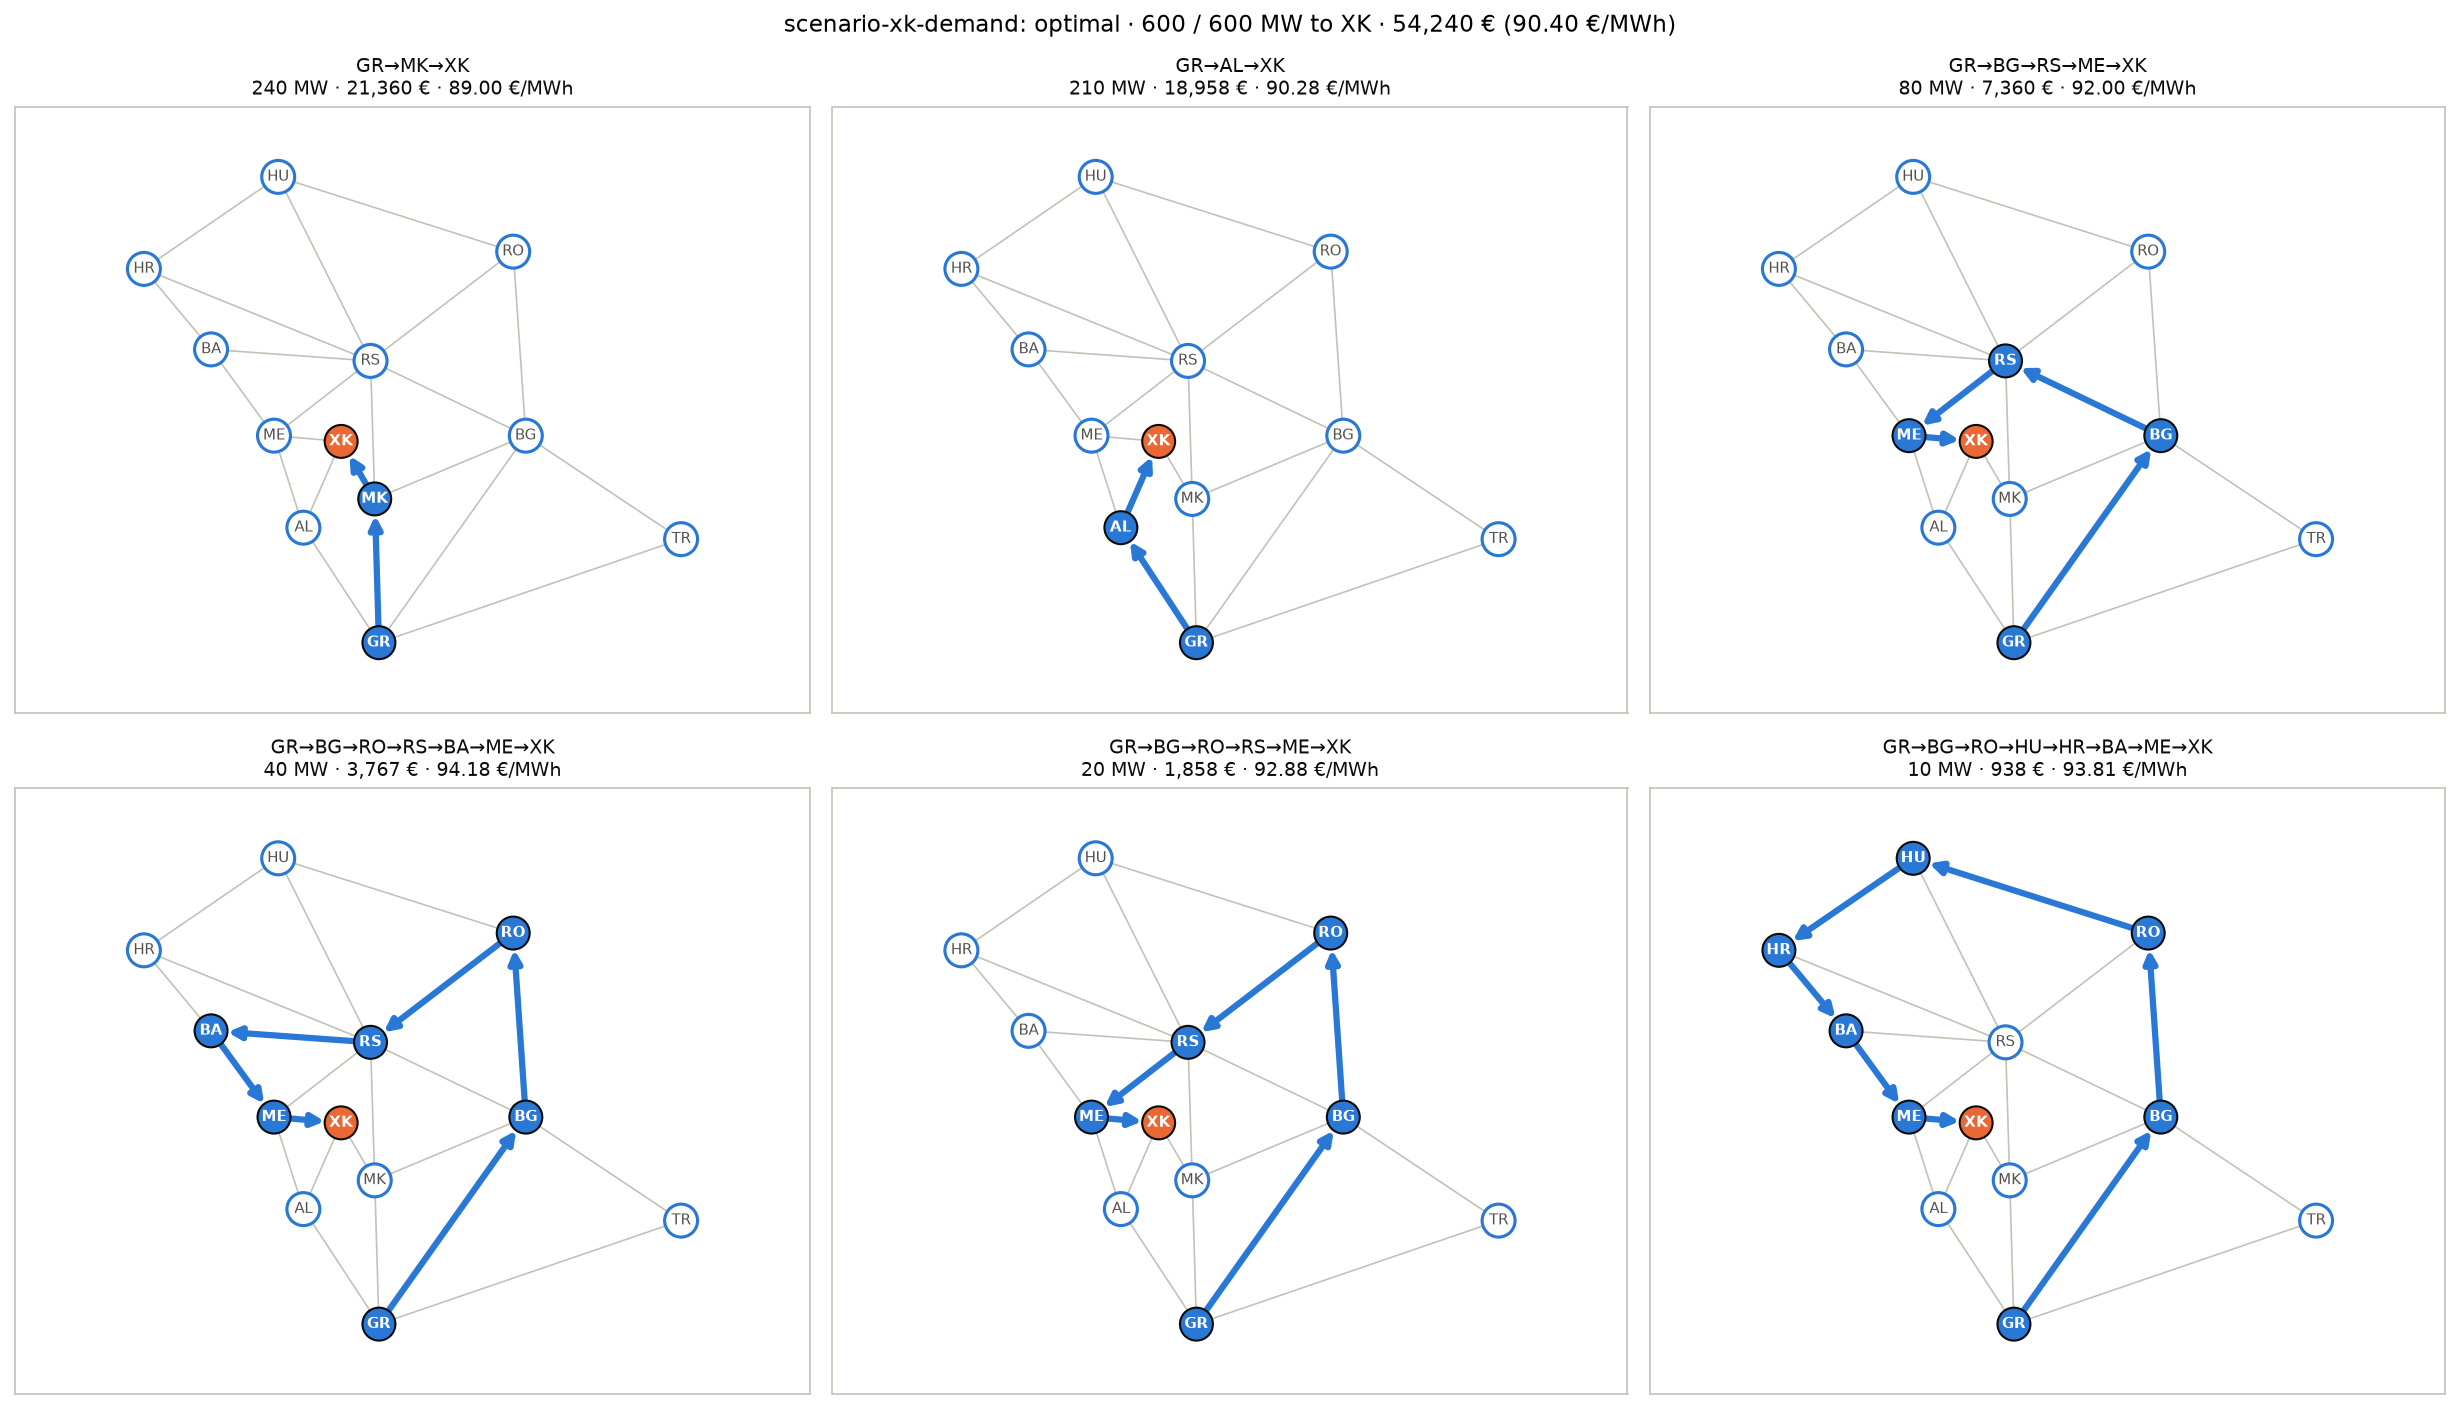 scenario-xk-demand: optimal · 600 / 600 MW to XK · 54,240 € (90.40 €/MWh)
GR→MK→XK
240 MW · 21,360 € · 89.00 €/MWh
HU
RO
HR
BA
RS
ME
XK
BG
MK
AL
TR
GR
GR→AL→XK
210 MW · 18,958 € · 90.28 €/MWh
HU
RO
HR
BA
RS
ME
XK
BG
MK
AL
TR
GR
GR→BG→RS→ME→XK
80 MW · 7,360 € · 92.00 €/MWh
HU
RO
HR
BA
RS
ME
XK
BG
MK
AL
TR
GR
GR→BG→RO→RS→BA→ME→XK
40 MW · 3,767 € · 94.18 €/MWh
HU
RO
HR
BA
RS
ME
XK
BG
MK
AL
TR
GR
GR→BG→RO→RS→ME→XK
20 MW · 1,858 € · 92.88 €/MWh
HU
RO
HR
BA
RS
ME
XK
BG
MK
AL
TR
GR
GR→BG→RO→HU→HR→BA→ME→XK
10 MW · 938 € · 93.81 €/MWh
HU
RO
HR
BA
RS
ME
XK
BG
MK
AL
TR
GR